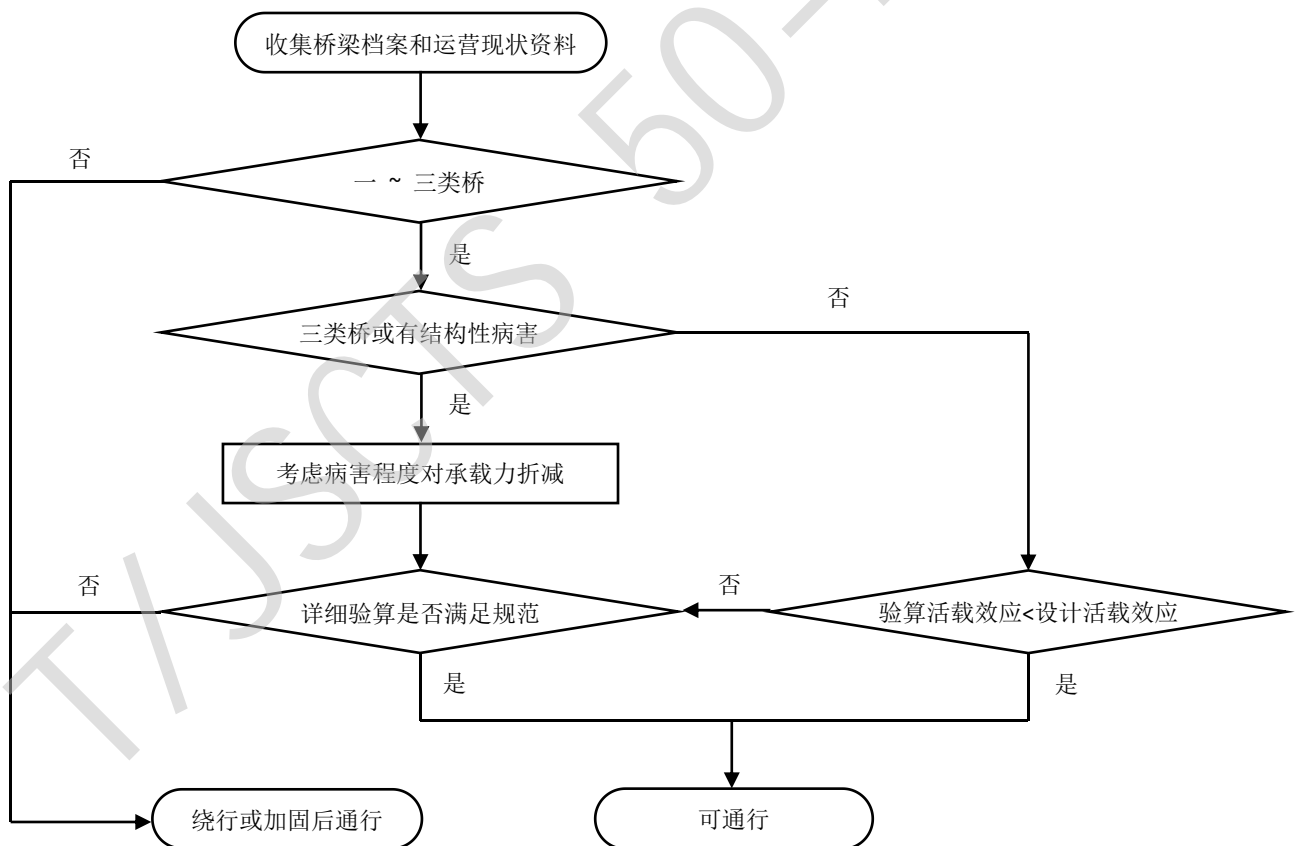 收集桥梁档案和运营现状资料
否
一 ~ 三类桥
是
否
三类桥或有结构性病害
是
考虑病害程度对承载力折减
否
详细验算是否满足规范
否
验算活载效应<设计活载效应
是
是
绕行或加固后通行
可通行
T/JSCTS 50-